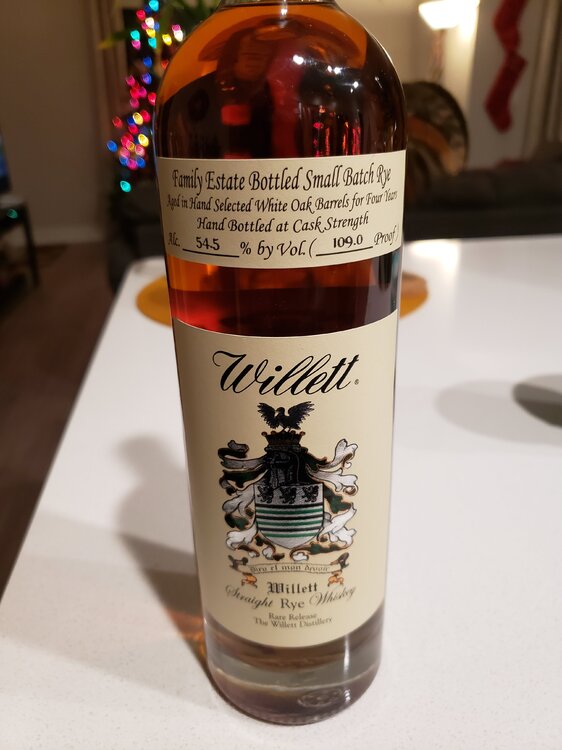 Family Estate Bottled Small Batch Rye
Aged in Hand Selected White Oak Barrels for Four Years
Hand Bottled at Cask Strength
Alc. 54.5 % by Vol. ( 109.0 Proof )
Willett ®
Willett
Straight Rye Whiskey
Rare Release
The Willett Distillery